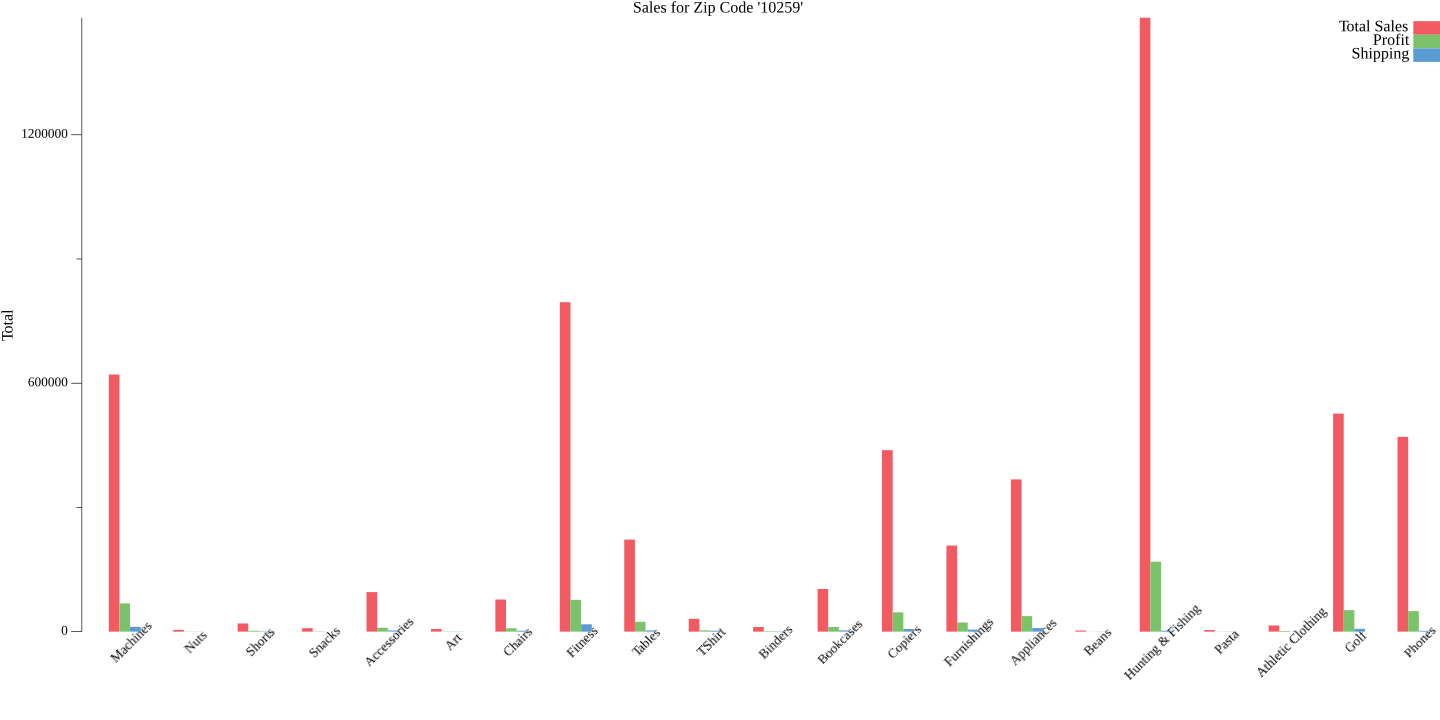 Sales for Zip Code '10259'
Total Sales
Profit
Shipping
1200000
600000
0
Total
Machines
Nuts
Shorts
Snacks
Accessories
Art
Chairs
Fitness
Tables
TShirt
Binders
Bookcases
Copiers
Furnishings
Appliances
Beans
Hunting & Fishing
Pasta
Athletic Clothing
Golf
Phones